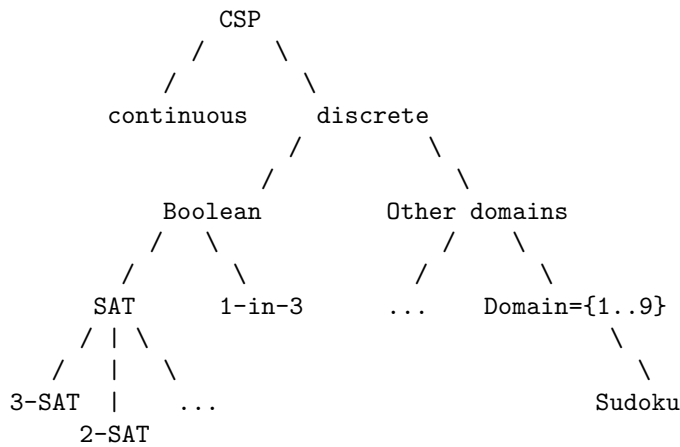 CSP
continuous discrete
Boolean Other domains
SAT 1-in-3 ... Domain={1..9}
3-SAT ... Sudoku
2-SAT